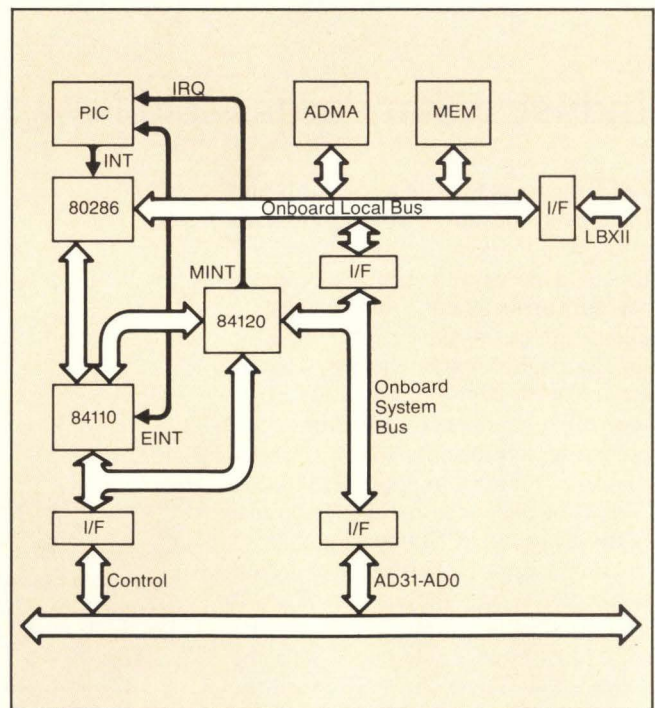 IRQ
PIC
ADMA
MEM
INT
80286
Onboard Local Bus
I/F
LBXII
MINT
I/F
84120
Onboard
System
Bus
84110
EINT
I/F
I/F
Control
AD31-AD0